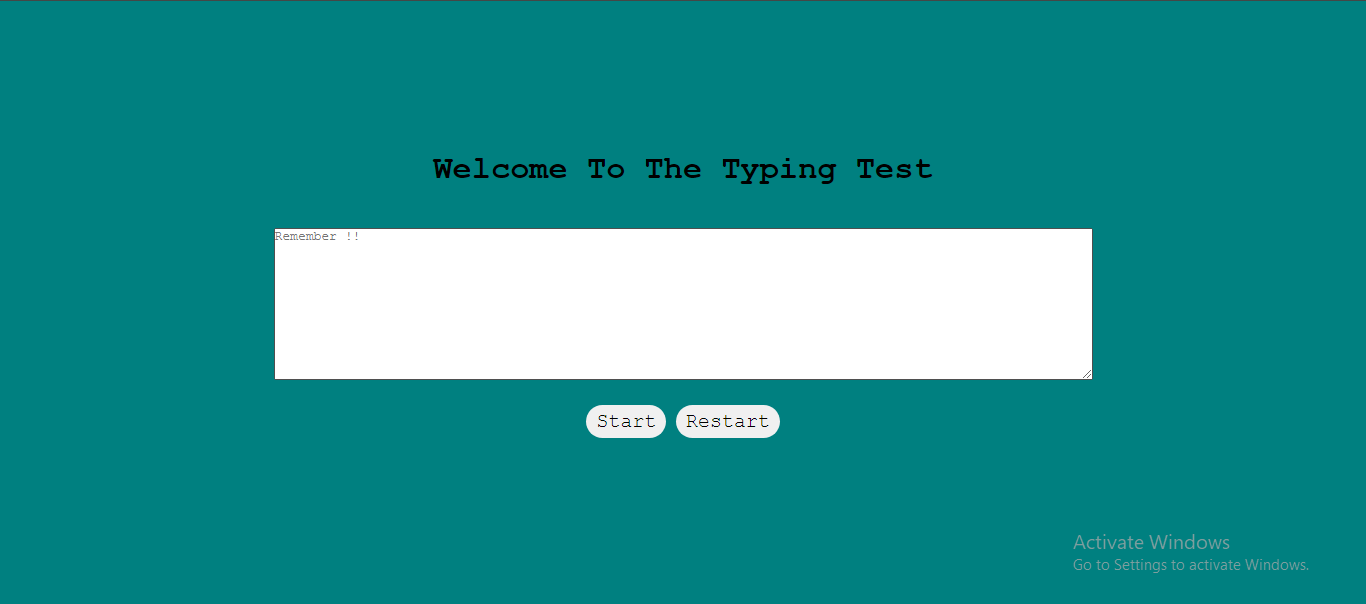 Welcome To The Typing Test
Remember !!
Start Restart
Activate Windows
Go to Settings to activate Windows.